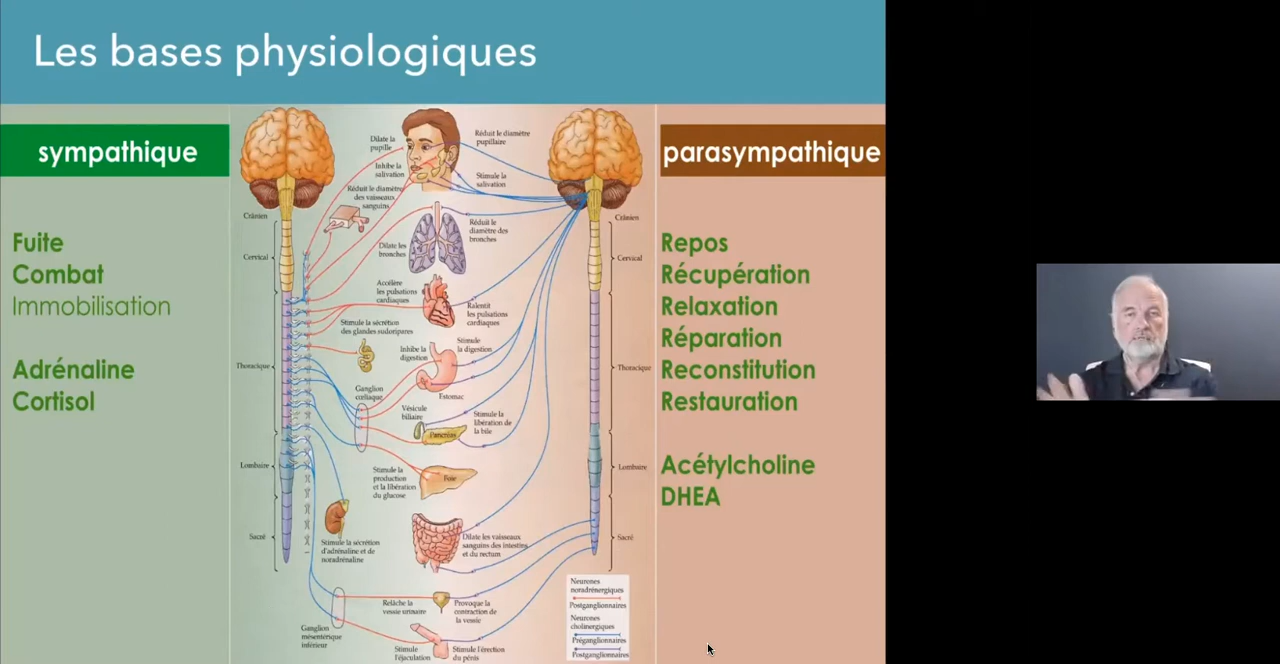 Les bases physiologiques
sympathique
Fuite
Combat
Immobilisation
Adrénaline
Cortisol
Crânien
Cervical
Thoracique
Lombaire
Sacré
Dilate la
pupille
Inhibe la
salivation
Réduit le diamètre
des vaisseaux
sanguins
Dilate les
bronches
Accélère
les pulsations
cardiaques
Stimule la sécrétion
des glandes sudoripares
Inhibe la
digestion
Ganglion
cœliaque
Estomac
Vésicule
biliaire
Pancréas
Stimule la
production
et la libération
du glucose
Foie
Stimule la sécrétion
d'adrénaline et de
noradrénaline
Relâche la
vessie urinaire
Ganglion
mésentérique
inférieur
Stimule
l'éjaculation
Réduit le diamètre
pupillaire
Stimule la
salivation
Réduit le
diamètre des
bronches
Ralentit
les pulsations
cardiaques
Stimule
la digestion
Stimule la
libération de
la bile
Dilate les vaisseaux
sanguins des intestins
et du rectum
Provoque la
contraction de
la vessie
Stimule l'érection
du pénis
Crânien
Cervical
Thoracique
Lombaire
Sacré
Neurones
noradrénergiques
Postganglionnaires
Neurones
cholinergiques
Préganglionnaires
Postganglionnaires
parasympathique
Repos
Récupération
Relaxation
Réparation
Reconstitution
Restauration
Acétylcholine
DHEA